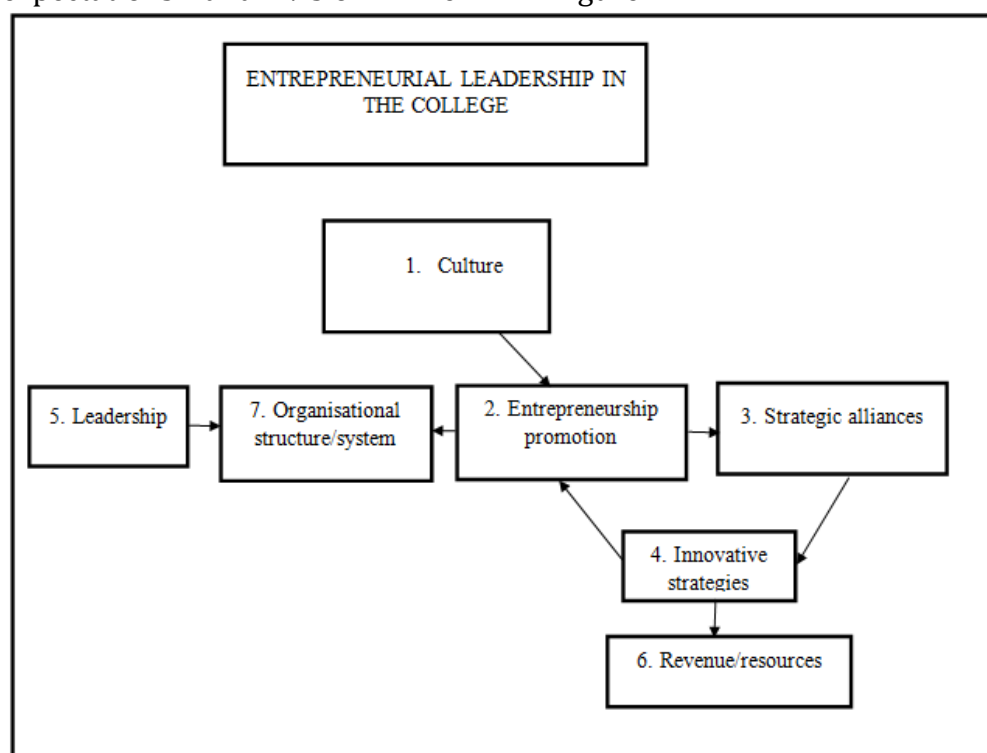 ENTREPRENEURIAL LEADERSHIP IN
THE COLLEGE
1. Culture
5. Leadership
7. Organisational
structure/system
2. Entrepreneurship
promotion
3. Strategic alliances
4. Innovative
strategies
6. Revenue/resources